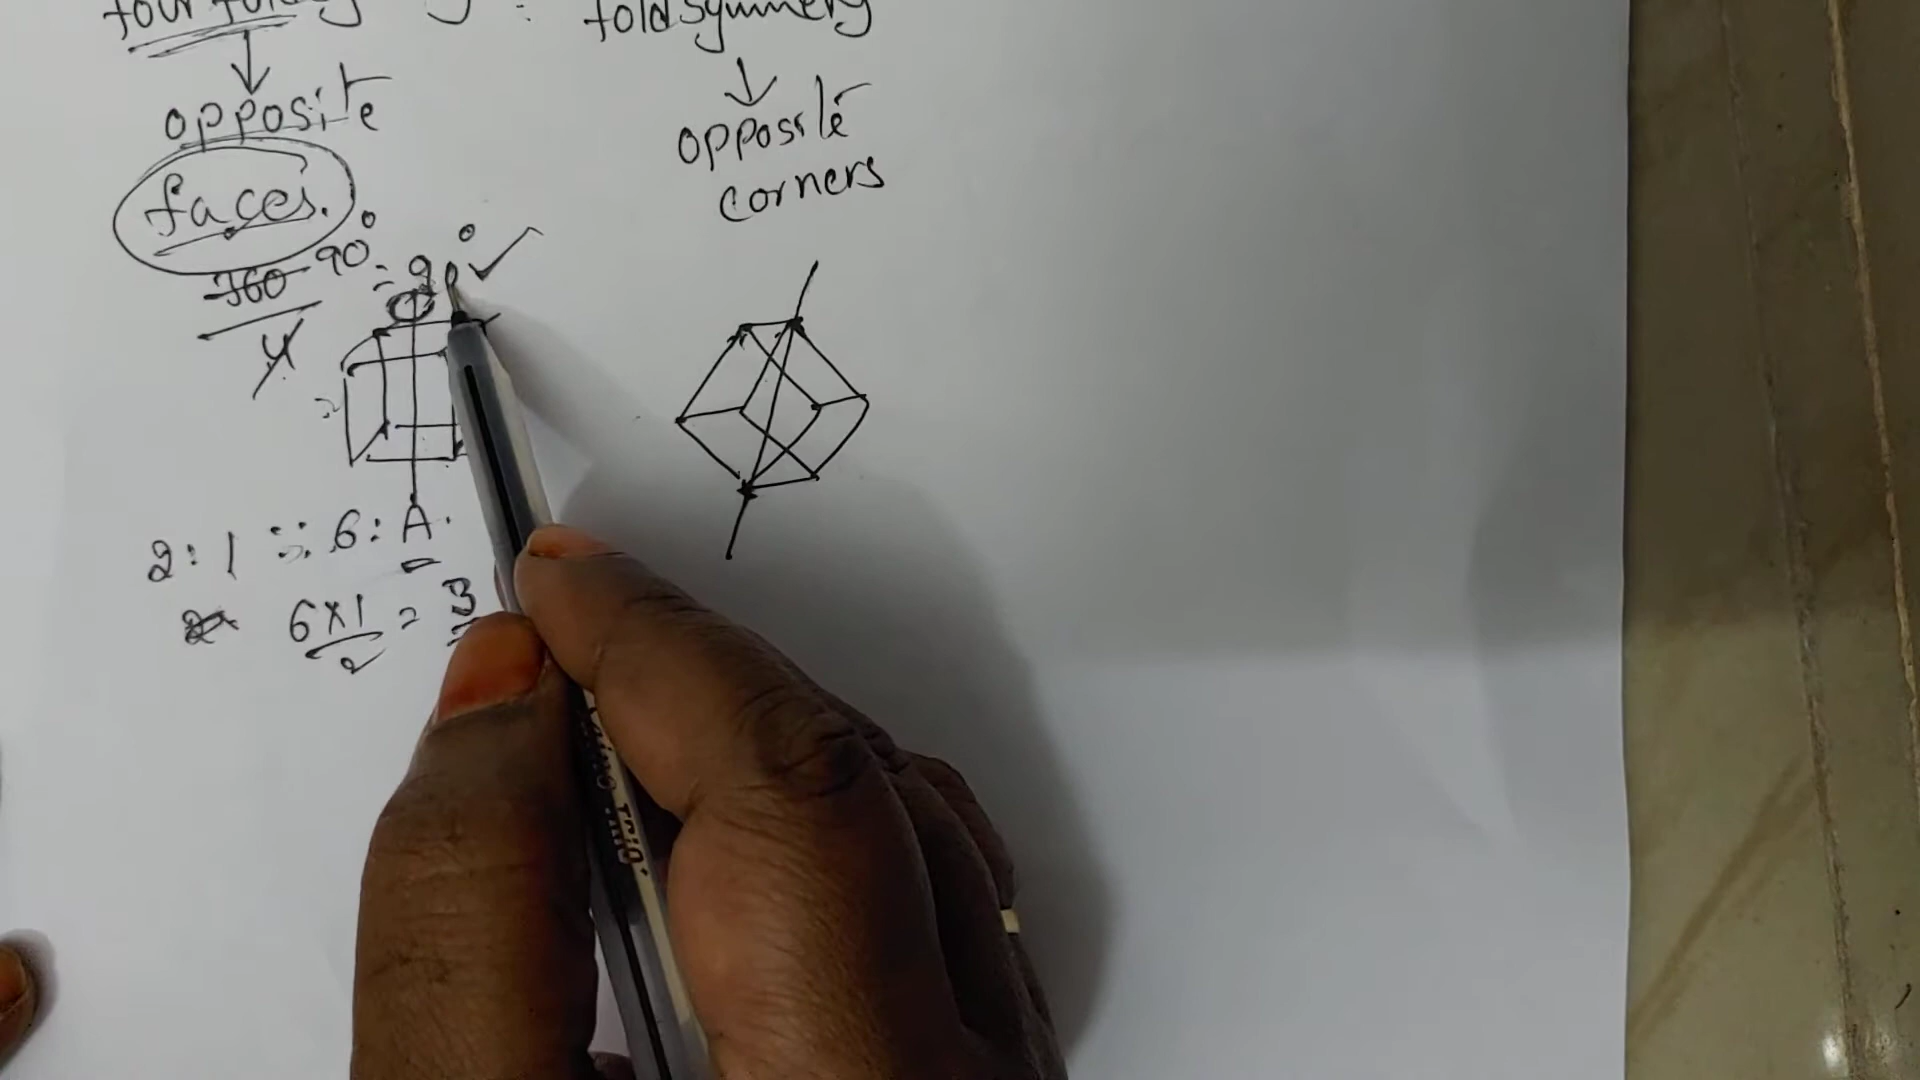 four fold
opposite
faces.
360/4 90° = 90° ✓
2 : 1 :: 6 : A.
6×1/2 = 3
fold symmetry
↓
opposite
corners
TRIO